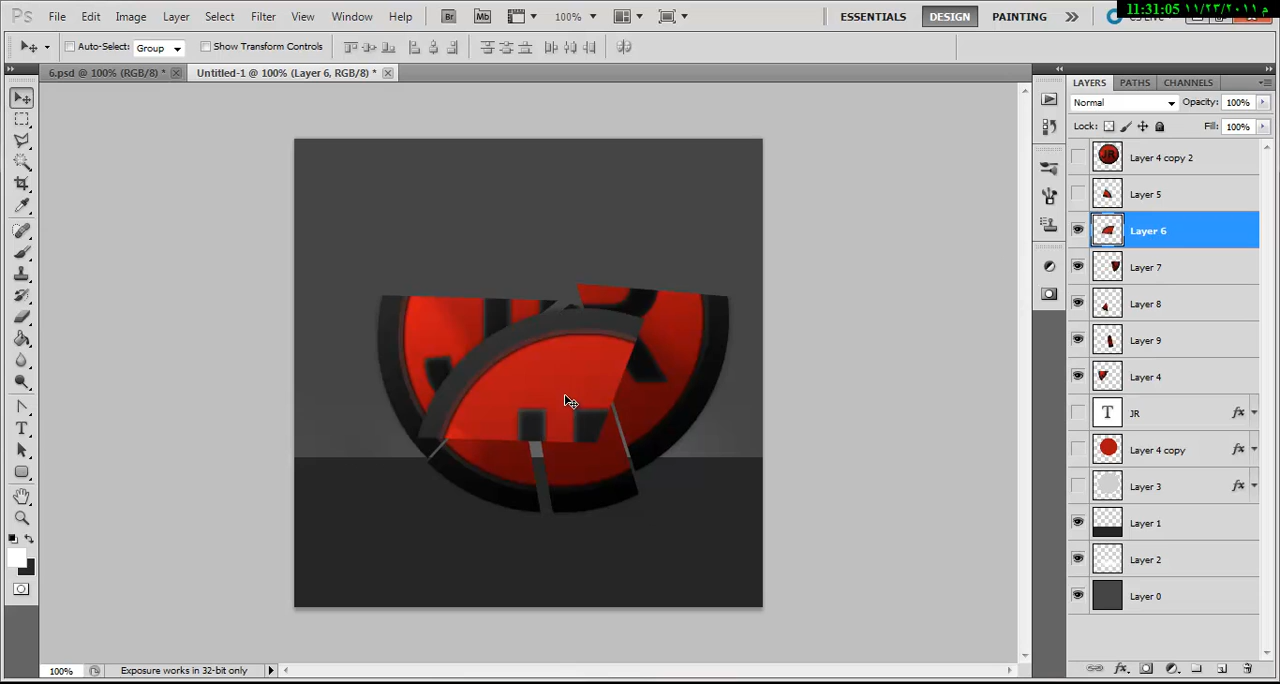 م ١١/٢٣/٢٠١١ 11:31:05
Ps File Edit Image Layer Select Filter View Window Help Br Mb 100% ESSENTIALS DESIGN PAINTING
Auto-Select: Group Show Transform Controls
6.psd @ 100% (RGB/8) * Untitled-1 @ 100% (Layer 6, RGB/8) *
LAYERS PATHS CHANNELS
Normal Opacity: 100%
Lock: Fill: 100%
Layer 4 copy 2
Layer 5
Layer 6
Layer 7
Layer 8
Layer 9
Layer 4
T JR fx
Layer 4 copy fx
Layer 3 fx
Layer 1
Layer 2
Layer 0
100% Exposure works in 32-bit only